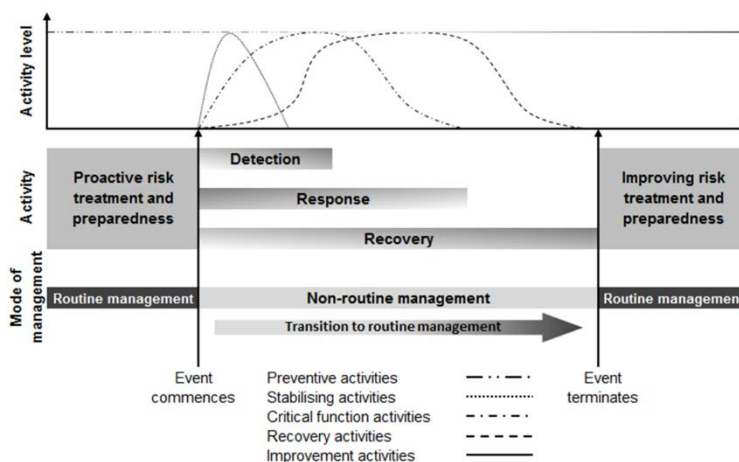 Activity level
Activity
Mode of
management
Proactive risk
treatment and
preparedness
Detection
Response
Recovery
Improving risk
treatment and
preparedness
Routine management
Non-routine management
Routine management
Transition to routine management
Event
commences
Preventive activities
Stabilising activities
Critical function activities
Recovery activities
Improvement activities
Event
terminates